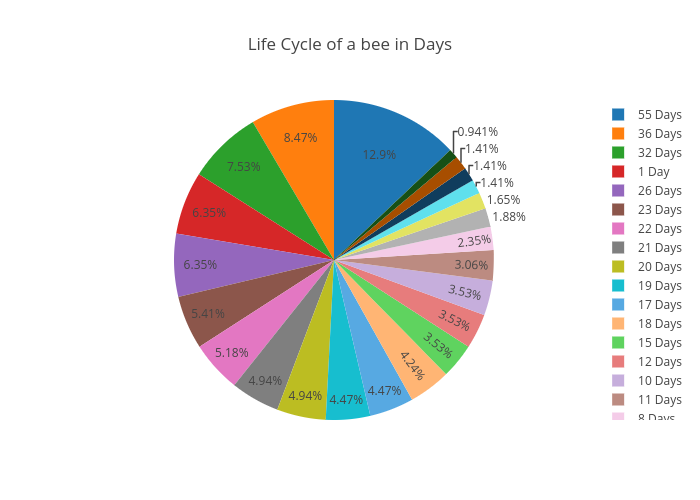 Life Cycle of a bee in Days
12.9%
0.941%
1.41%
1.41%
1.41%
1.65%
1.88%
2.35%
3.06%
3.53%
3.53%
3.53%
4.24%
4.47%
4.47%
4.94%
4.94%
5.18%
5.41%
6.35%
6.35%
7.53%
8.47%
55 Days
36 Days
32 Days
1 Day
26 Days
23 Days
22 Days
21 Days
20 Days
19 Days
17 Days
18 Days
15 Days
12 Days
10 Days
11 Days
8 Days